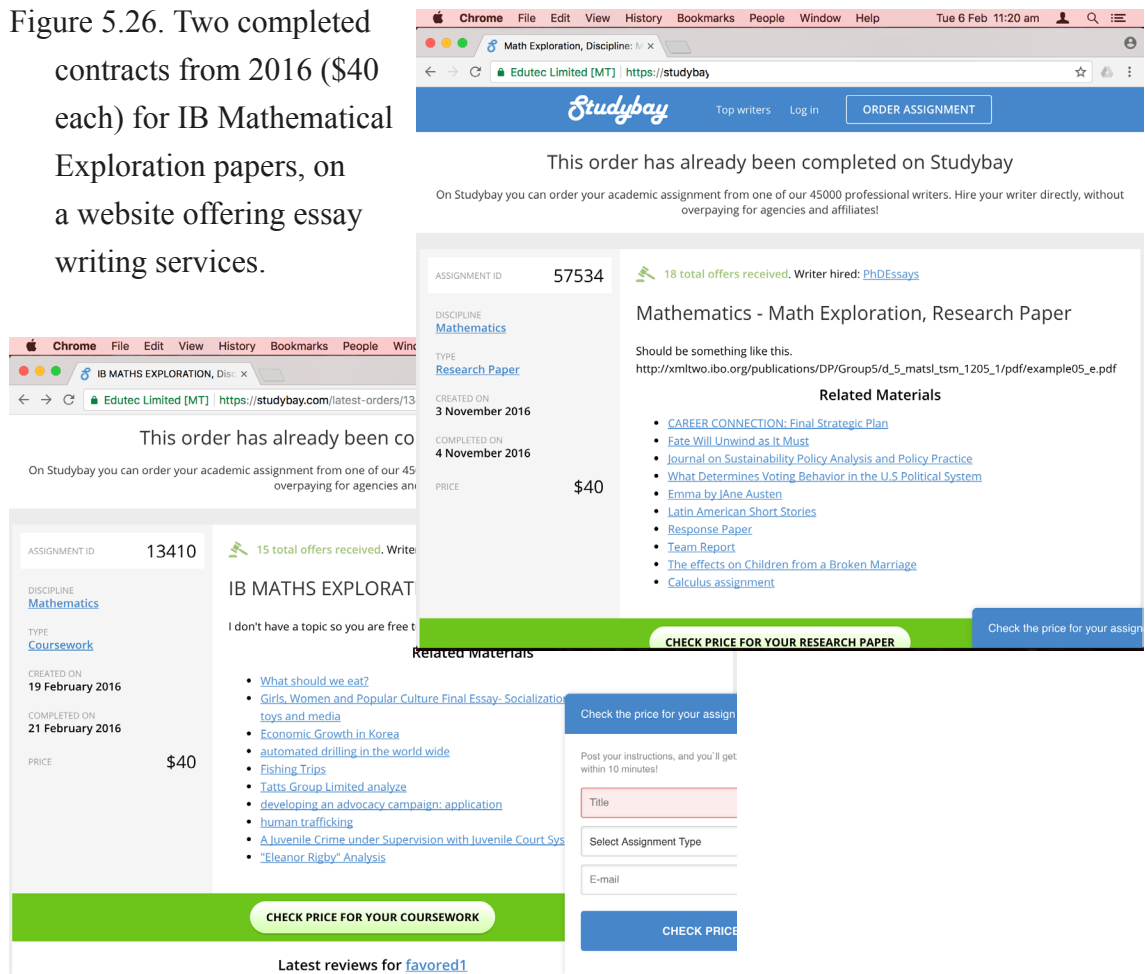 Figure 5.26. Two completed
contracts from 2016 ($40
each) for IB Mathematical
Exploration papers, on
a website offering essay
writing services.
Chrome File Edit View History Bookmarks People Window Help Tue 6 Feb 11:20 am
Math Exploration, Discipline: M
Edutec Limited [MT] https://studybay
Studybay Top writers Log in ORDER ASSIGNMENT
This order has already been completed on Studybay
On Studybay you can order your academic assignment from one of our 45000 professional writers. Hire your writer directly, without
overpaying for agencies and affiliates!
ASSIGNMENT ID 57534
DISCIPLINE
Mathematics
TYPE
Research Paper
CREATED ON
3 November 2016
COMPLETED ON
4 November 2016
PRICE $40
18 total offers received. Writer hired: PhDEssays
Mathematics - Math Exploration, Research Paper
Should be something like this.
http://xmltwo.ibo.org/publications/DP/Group5/d_5_matsl_tsm_1205_1/pdf/example05_e.pdf
Related Materials
CAREER CONNECTION: Final Strategic Plan
Fate Will Unwind as It Must
Journal on Sustainability Policy Analysis and Policy Practice
What Determines Voting Behavior in the U.S Political System
Emma by JAne Austen
Latin American Short Stories
Response Paper
Team Report
The effects on Children from a Broken Marriage
Calculus assignment
CHECK PRICE FOR YOUR RESEARCH PAPER
Check the price for your assign
Chrome File Edit View History Bookmarks People Win
IB MATHS EXPLORATION, Disc
Edutec Limited [MT] https://studybay.com/latest-orders/13
This order has already been co
On Studybay you can order your academic assignment from one of our 45
overpaying for agencies an
ASSIGNMENT ID 13410
DISCIPLINE
Mathematics
TYPE
Coursework
CREATED ON
19 February 2016
COMPLETED ON
21 February 2016
PRICE $40
15 total offers received. Write
IB MATHS EXPLORAT
I don't have a topic so you are free t
Related Materials
What should we eat?
Girls, Women and Popular Culture Final Essay- Socialization
toys and media
Economic Growth in Korea
automated drilling in the world wide
Fishing Trips
Tatts Group Limited analyze
developing an advocacy campaign: application
human trafficking
A Juvenile Crime under Supervision with Juvenile Court Sys
"Eleanor Rigby" Analysis
CHECK PRICE FOR YOUR COURSEWORK
Latest reviews for favored1
Check the price for your assign
Post your instructions, and you`ll get
within 10 minutes!
Title
Select Assignment Type
E-mail
CHECK PRICE